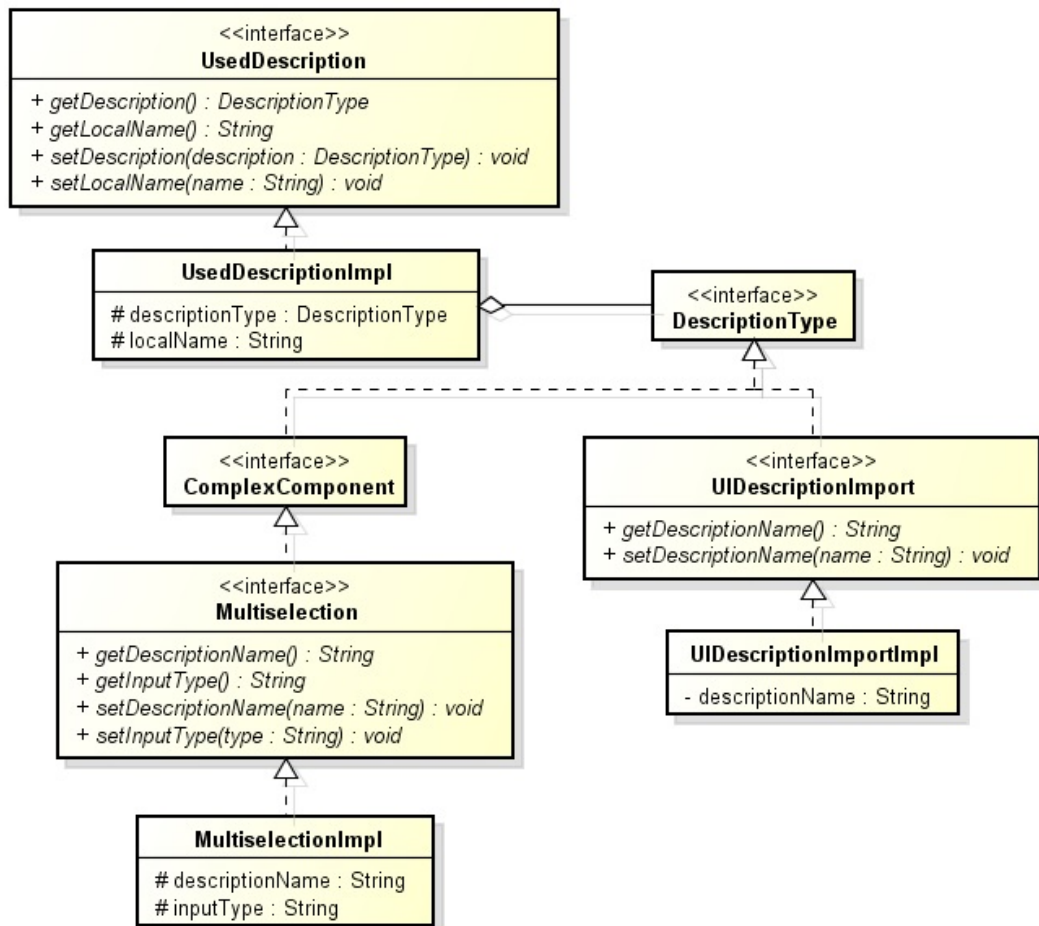 <<interface>>
UsedDescription
+ getDescription() : DescriptionType
+ getLocalName() : String
+ setDescription(description : DescriptionType) : void
+ setLocalName(name : String) : void
UsedDescriptionImpl
# descriptionType : DescriptionType
# localName : String
<<interface>>
DescriptionType
<<interface>>
ComplexComponent
<<interface>>
UIDescriptionImport
+ getDescriptionName() : String
+ setDescriptionName(name : String) : void
<<interface>>
Multiselection
+ getDescriptionName() : String
+ getInputType() : String
+ setDescriptionName(name : String) : void
+ setInputType(type : String) : void
UIDescriptionImportImpl
- descriptionName : String
MultiselectionImpl
# descriptionName : String
# inputType : String